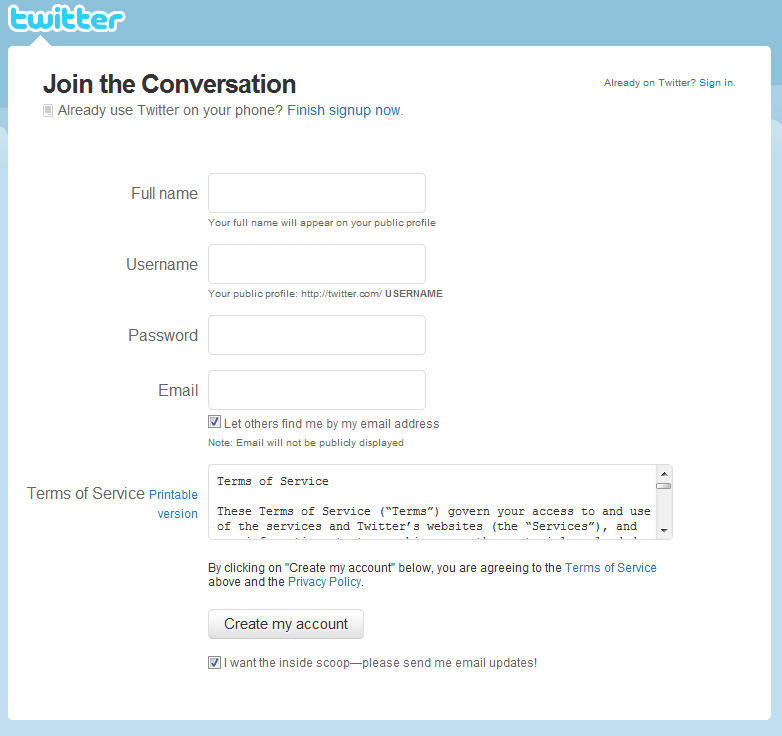 twitter
Join the Conversation
Already on Twitter? Sign in.
Already use Twitter on your phone? Finish signup now.
Full name
Your full name will appear on your public profile
Username
Your public profile: http://twitter.com/ USERNAME
Password
Email
Let others find me by my email address
Note: Email will not be publicly displayed
Terms of Service Printable
version
Terms of Service
These Terms of Service (“Terms”) govern your access to and use
of the services and Twitter’s websites (the “Services”), and
By clicking on "Create my account" below, you are agreeing to the Terms of Service
above and the Privacy Policy.
Create my account
I want the inside scoop—please send me email updates!